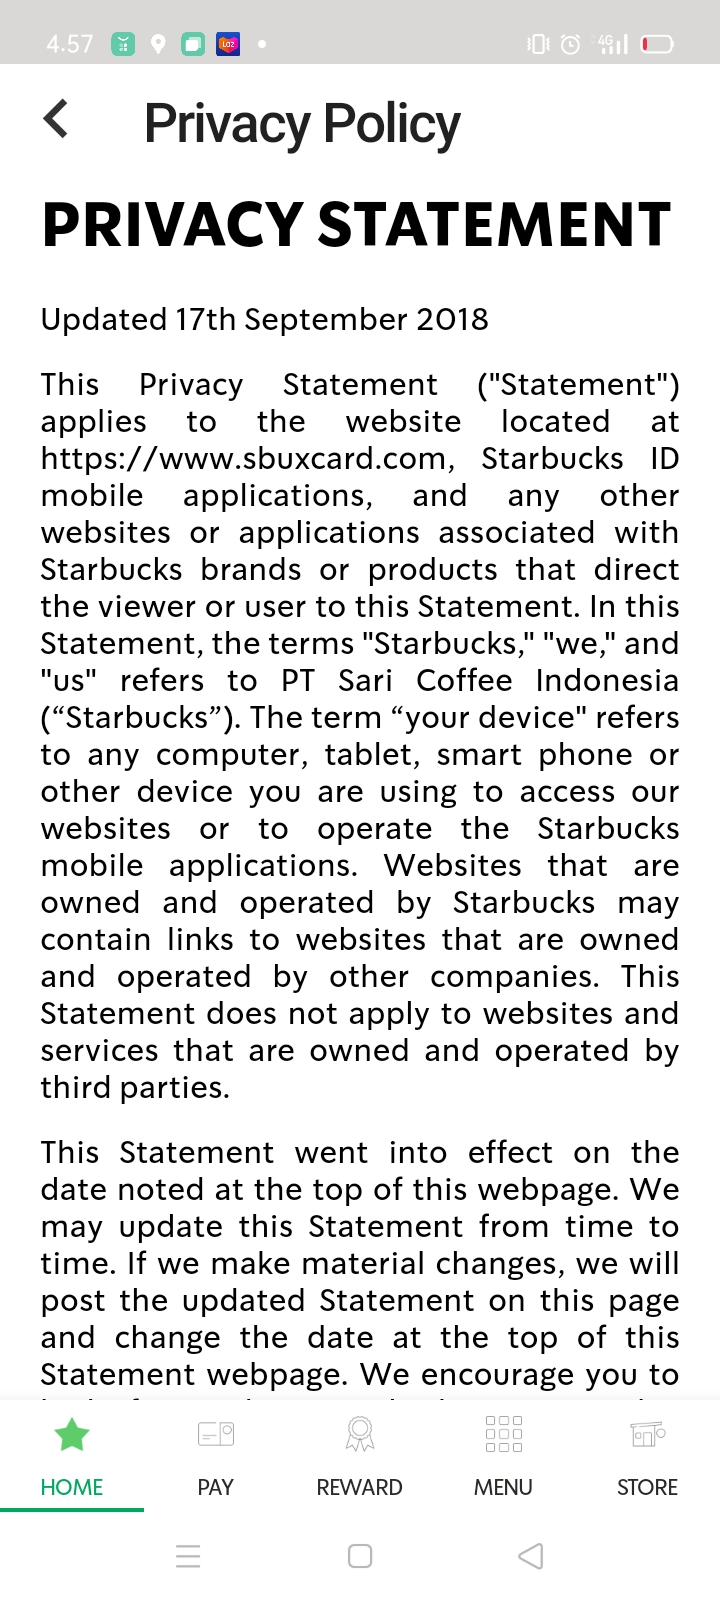 4.57
Loz
4G
Privacy Policy
PRIVACY STATEMENT
Updated 17th September 2018
This Privacy Statement ("Statement")
applies to the website located at
https://www.sbuxcard.com, Starbucks ID
mobile applications, and any other
websites or applications associated with
Starbucks brands or products that direct
the viewer or user to this Statement. In this
Statement, the terms "Starbucks," "we," and
"us" refers to PT Sari Coffee Indonesia
(“Starbucks”). The term “your device" refers
to any computer, tablet, smart phone or
other device you are using to access our
websites or to operate the Starbucks
mobile applications. Websites that are
owned and operated by Starbucks may
contain links to websites that are owned
and operated by other companies. This
Statement does not apply to websites and
services that are owned and operated by
third parties.
This Statement went into effect on the
date noted at the top of this webpage. We
may update this Statement from time to
time. If we make material changes, we will
post the updated Statement on this page
and change the date at the top of this
Statement webpage. We encourage you to
HOME
PAY
REWARD
MENU
STORE